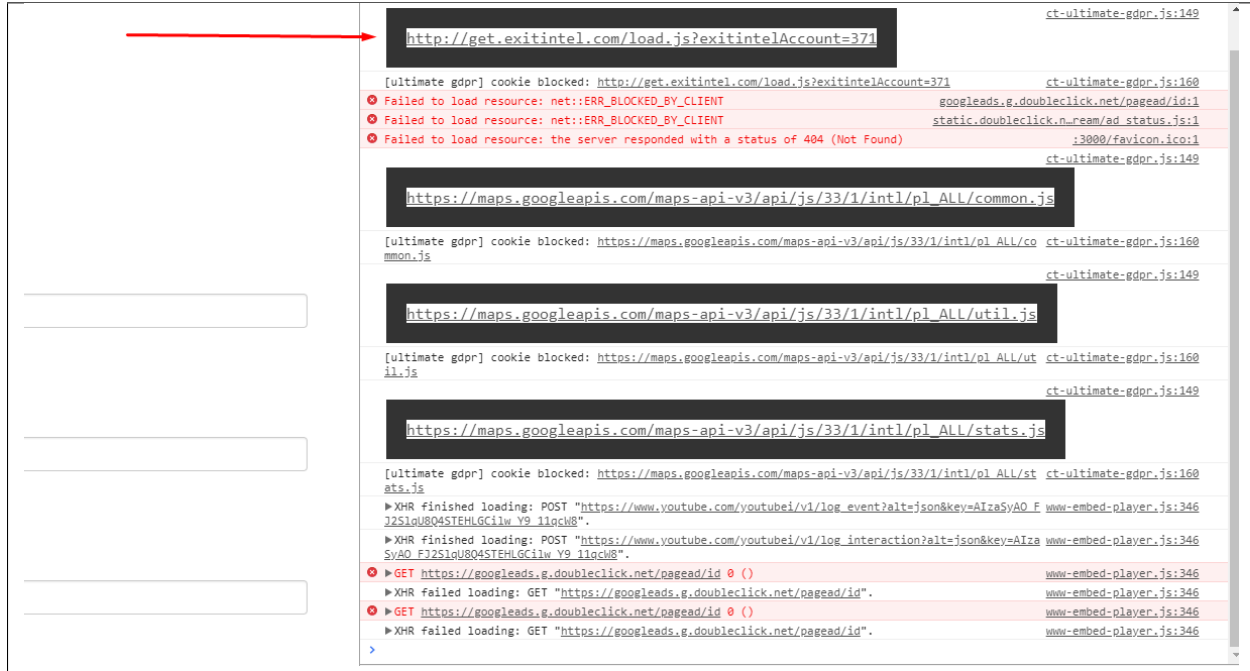 ct-ultimate-gdpr.js:149
http://get.exitintel.com/load.js?exitintelAccount=371
[ultimate gdpr] cookie blocked: http://get.exitintel.com/load.js?exitintelAccount=371 ct-ultimate-gdpr.js:160
Failed to load resource: net::ERR_BLOCKED_BY_CLIENT googleads.g.doubleclick.net/pagead/id:1
Failed to load resource: net::ERR_BLOCKED_BY_CLIENT static.doubleclick.n…ream/ad_status.js:1
Failed to load resource: the server responded with a status of 404 (Not Found) :3000/favicon.ico:1
ct-ultimate-gdpr.js:149
https://maps.googleapis.com/maps-api-v3/api/js/33/1/intl/pl_ALL/common.js
[ultimate gdpr] cookie blocked: https://maps.googleapis.com/maps-api-v3/api/js/33/1/intl/pl_ALL/co ct-ultimate-gdpr.js:160
mmon.js
ct-ultimate-gdpr.js:149
https://maps.googleapis.com/maps-api-v3/api/js/33/1/intl/pl_ALL/util.js
[ultimate gdpr] cookie blocked: https://maps.googleapis.com/maps-api-v3/api/js/33/1/intl/pl_ALL/ut ct-ultimate-gdpr.js:160
il.js
ct-ultimate-gdpr.js:149
https://maps.googleapis.com/maps-api-v3/api/js/33/1/intl/pl_ALL/stats.js
[ultimate gdpr] cookie blocked: https://maps.googleapis.com/maps-api-v3/api/js/33/1/intl/pl_ALL/st ct-ultimate-gdpr.js:160
ats.js
▶XHR finished loading: POST "https://www.youtube.com/youtubei/v1/log_event?alt=json&key=AIzaSyAO_F www-embed-player.js:346
J2SlqU8Q4STEHLGCilw_Y9_11qcW8".
▶XHR finished loading: POST "https://www.youtube.com/youtubei/v1/log_interaction?alt=json&key=AIza www-embed-player.js:346
SyAO_FJ2SlqU8Q4STEHLGCilw_Y9_11qcW8".
▶GET https://googleads.g.doubleclick.net/pagead/id 0 () www-embed-player.js:346
▶XHR failed loading: GET "https://googleads.g.doubleclick.net/pagead/id". www-embed-player.js:346
▶GET https://googleads.g.doubleclick.net/pagead/id 0 () www-embed-player.js:346
▶XHR failed loading: GET "https://googleads.g.doubleclick.net/pagead/id". www-embed-player.js:346